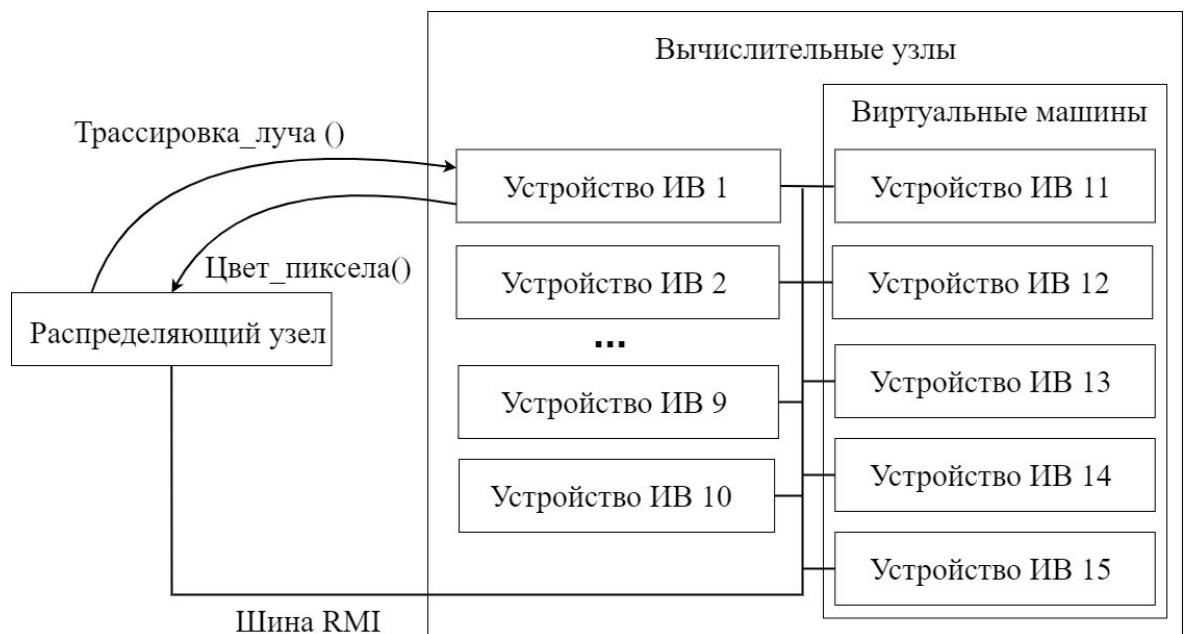 Вычислительные узлы
Виртуальные машины
Трассировка_луча ()
Устройство ИВ 1
Устройство ИВ 11
Цвет_пиксела()
Устройство ИВ 2
Устройство ИВ 12
...
Распределяющий узел
Устройство ИВ 9
Устройство ИВ 13
Устройство ИВ 10
Устройство ИВ 14
Устройство ИВ 15
Шина RMI